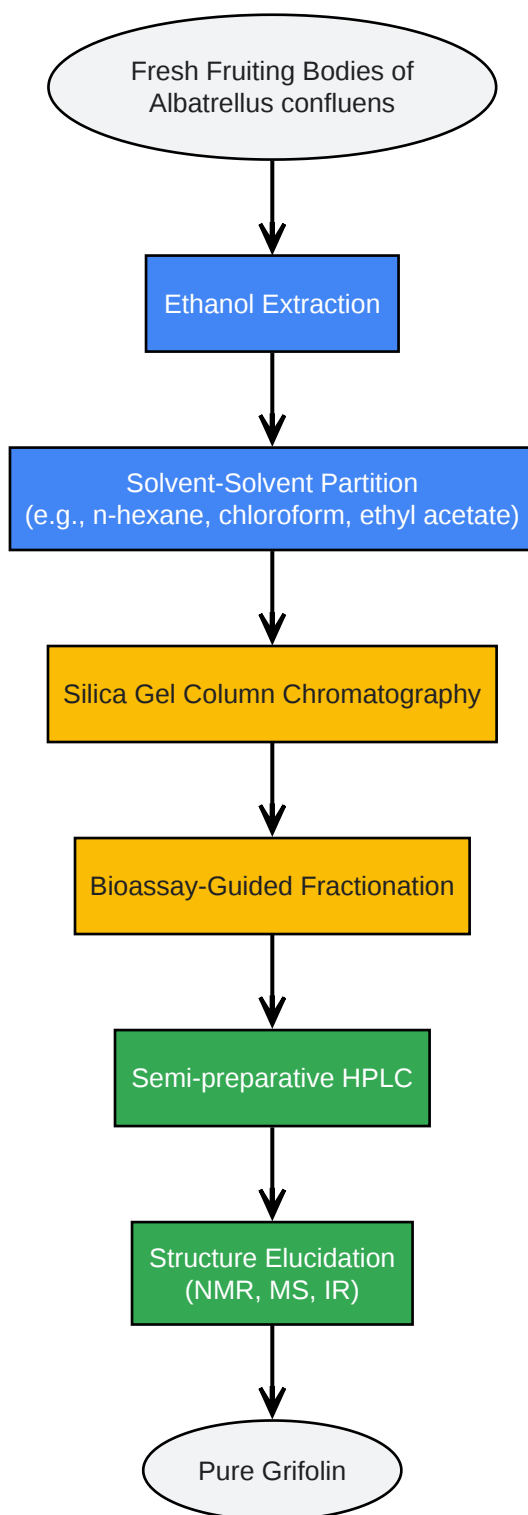 Fresh Fruiting Bodies of
Albatrellus confluens
Ethanol Extraction
Solvent-Solvent Partition
(e.g., n-hexane, chloroform, ethyl acetate)
Silica Gel Column Chromatography
Bioassay-Guided Fractionation
Semi-preparative HPLC
Structure Elucidation
(NMR, MS, IR)
Pure Grifolin